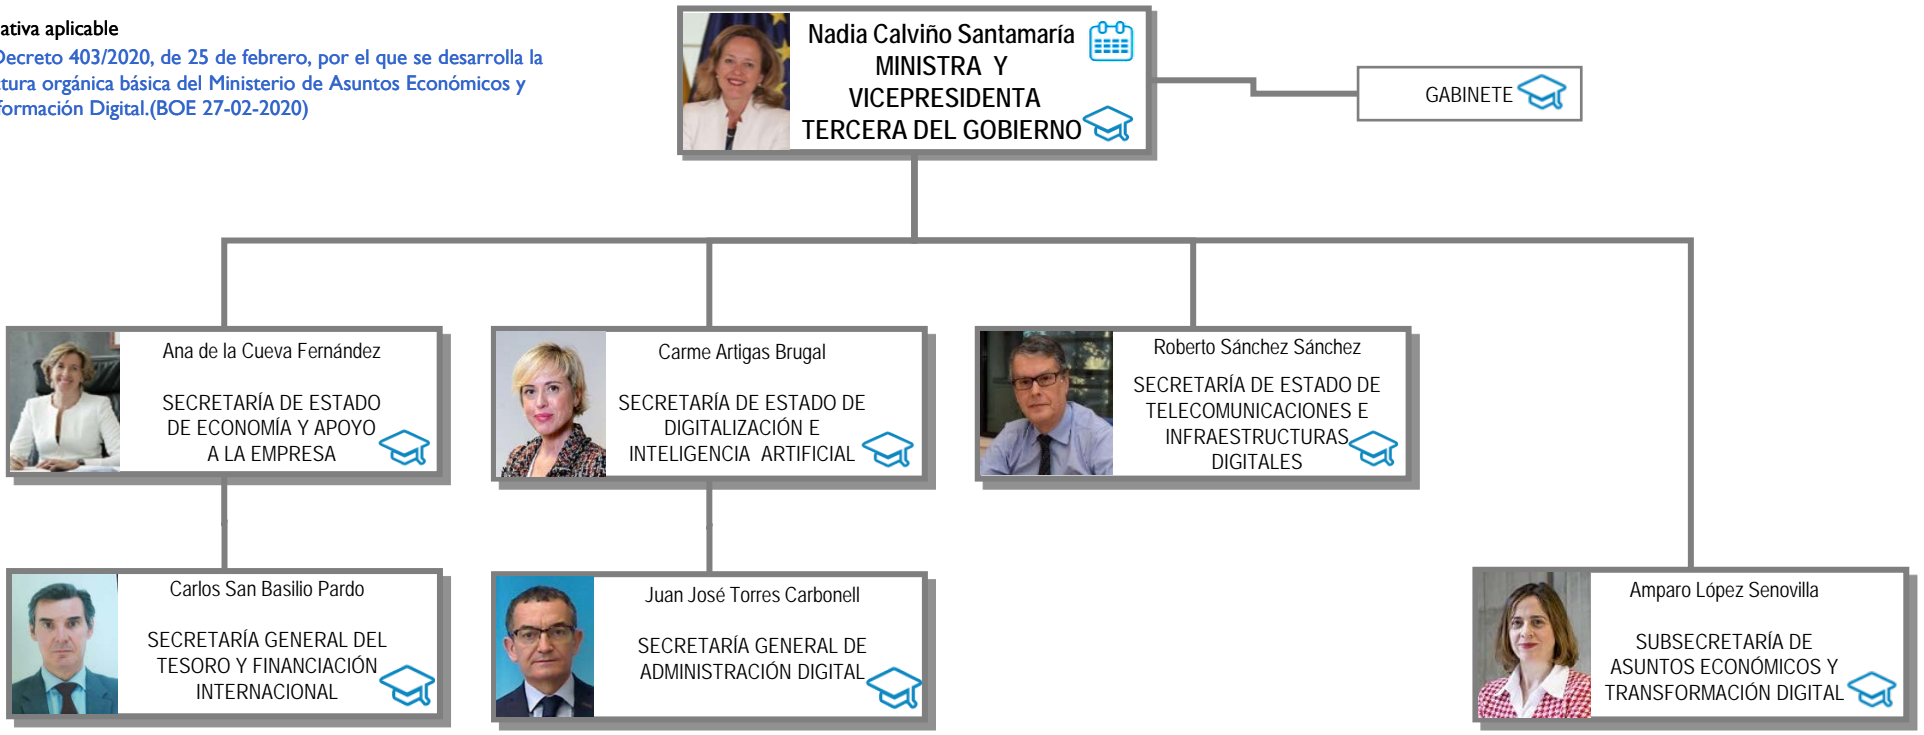 ativa aplicable
Decreto 403/2020, de 25 de febrero, por el que se desarrolla la
ctura orgánica básica del Ministerio de Asuntos Económicos y
formación Digital.(BOE 27-02-2020)
Nadia Calviño Santamaría
MINISTRA Y
VICEPRESIDENTA
TERCERA DEL GOBIERNO
GABINETE
Ana de la Cueva Fernández
SECRETARÍA DE ESTADO
DE ECONOMÍA Y APOYO
A LA EMPRESA
Carme Artigas Brugal
SECRETARÍA DE ESTADO DE
DIGITALIZACIÓN E
INTELIGENCIA ARTIFICIAL
Roberto Sánchez Sánchez
SECRETARÍA DE ESTADO DE
TELECOMUNICACIONES E
INFRAESTRUCTURAS
DIGITALES
Carlos San Basilio Pardo
SECRETARÍA GENERAL DEL
TESORO Y FINANCIACIÓN
INTERNACIONAL
Juan José Torres Carbonell
SECRETARÍA GENERAL DE
ADMINISTRACIÓN DIGITAL
Amparo López Senovilla
SUBSECRETARÍA DE
ASUNTOS ECONÓMICOS Y
TRANSFORMACIÓN DIGITAL